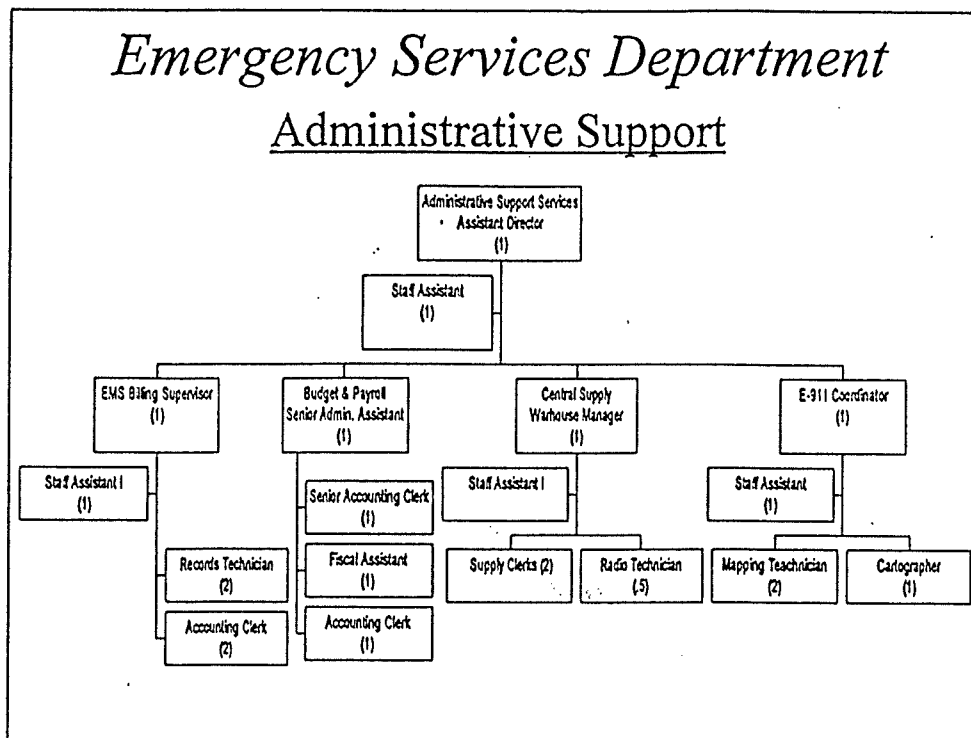 Emergency Services Department
Administrative Support
Administrative Support Services
Assistant Director
(1)
Staff Assistant
(1)
EMS Billing Supervisor
(1)
Budget & Payroll
Senior Admin. Assistant
(1)
Central Supply
Warhouse Manager
(1)
E-911 Coordinator
(1)
Staff Assistant I
(1)
Senior Accounting Clerk
(1)
Staff Assistant I
Staff Assistant
(1)
Records Technician
(2)
Fiscal Assistant
(1)
Supply Clerks (2)
Radio Technician
(.5)
Mapping Teachnician
(2)
Cartographer
(1)
Accounting Clerk
(2)
Accounting Clerk
(1)